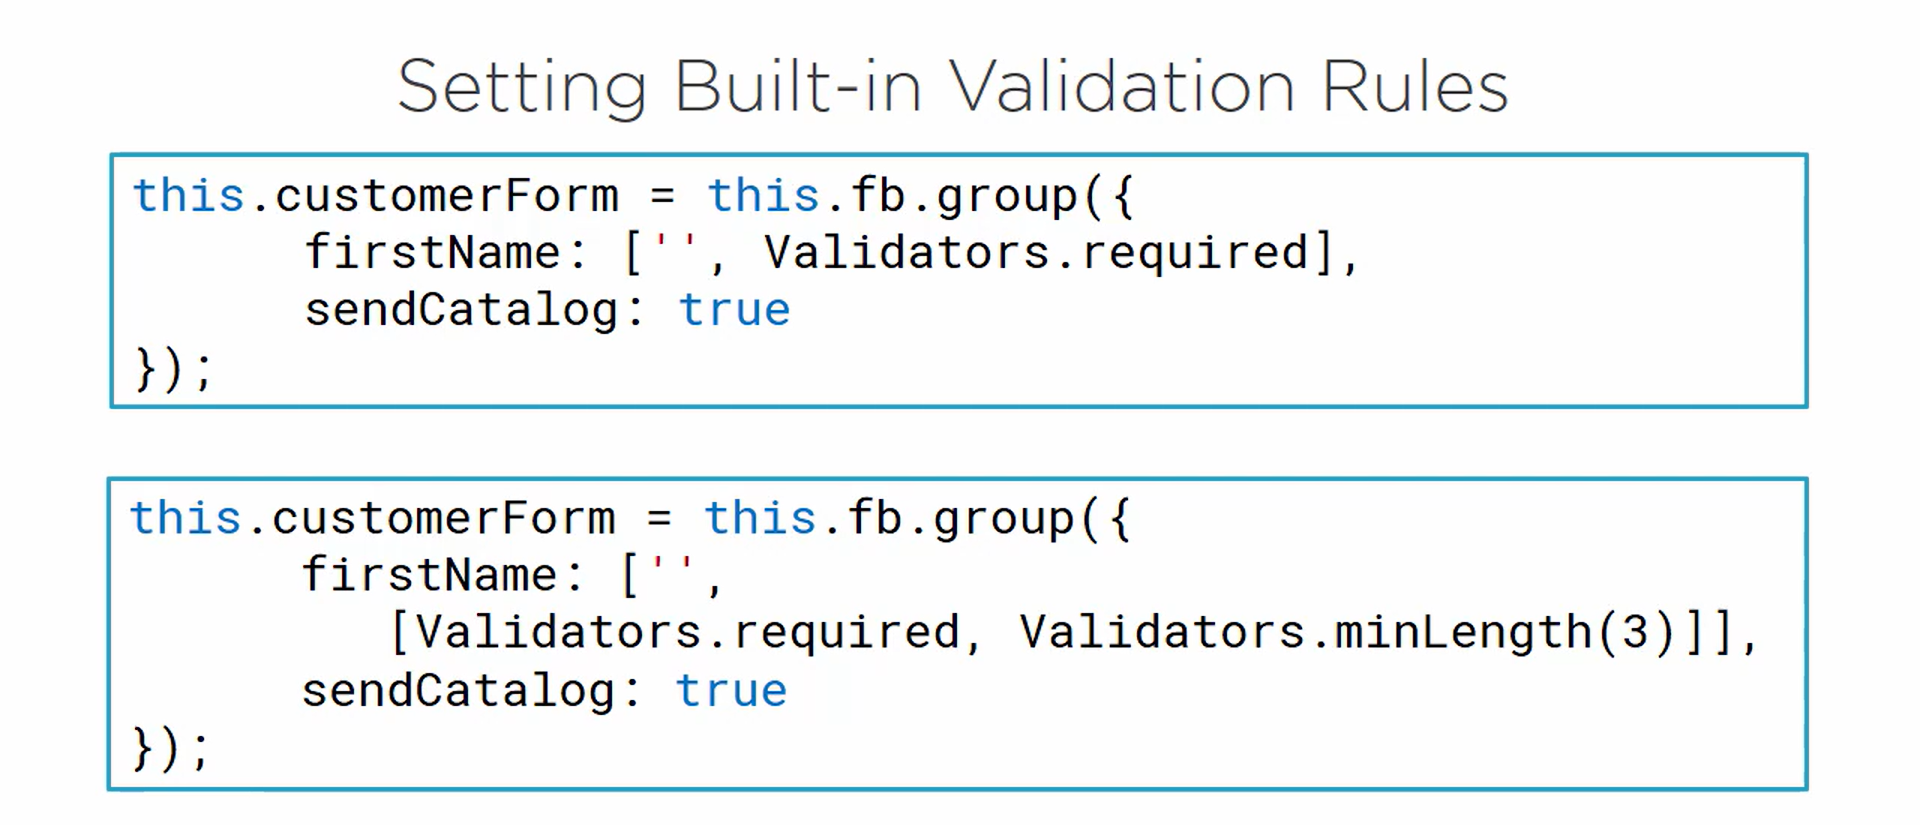 Setting Built-in Validation Rules
this.customerForm = this.fb.group({
firstName: ['', Validators.required],
sendCatalog: true
});
this.customerForm = this.fb.group({
firstName: ['',
[Validators.required, Validators.minLength(3)]],
sendCatalog: true
});